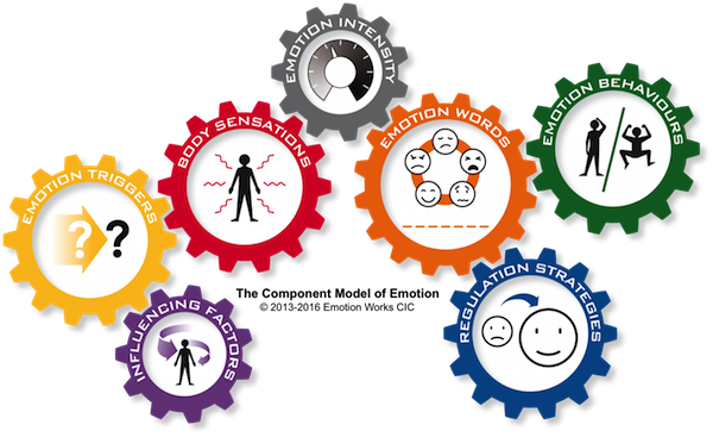 EMOTION INTENSITY
BODY SENSATIONS
EMOTION WORDS
EMOTION BEHAVIOURS
EMOTION TRIGGERS
? ?
The Component Model of Emotion
© 2013-2016 Emotion Works CIC
INFLUENCING FACTORS
REGULATION STRATEGIES